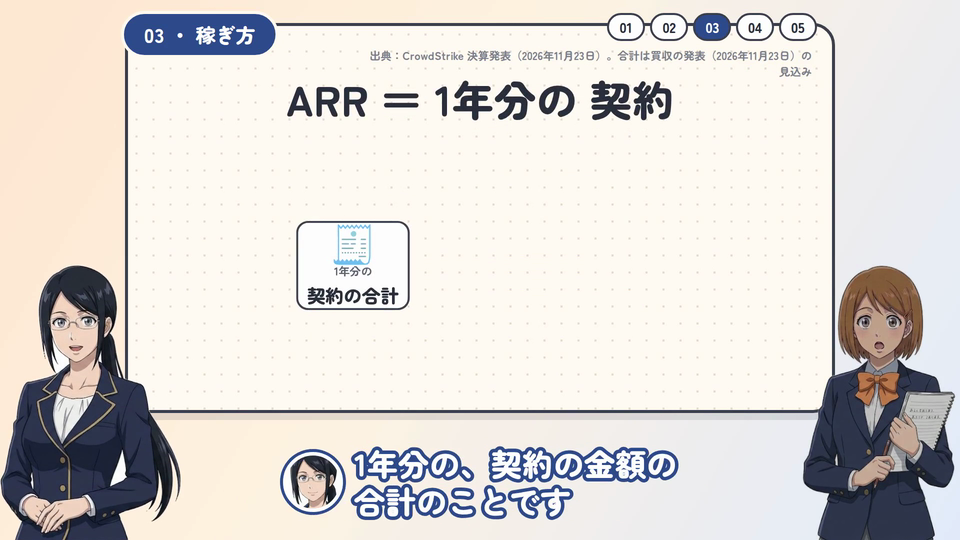 03 ・ 稼ぎ方
01 02 03 04 05
出典：CrowdStrike 決算発表（2026年11月23日）。合計は買収の発表（2026年11月23日）の
見込み
ARR ＝ 1年分の 契約
1年分の
契約の合計
1年分の、契約の金額の
合計のことです